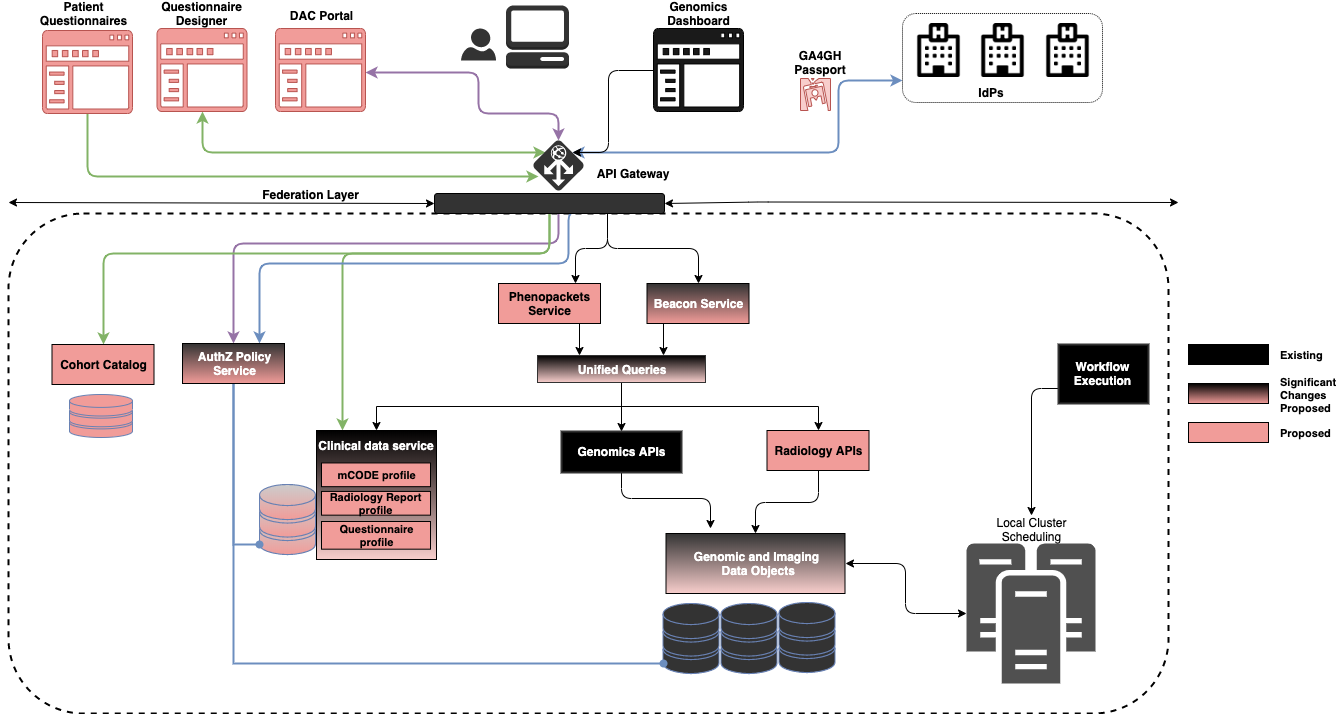 Patient
Questionnaires
Questionnaire
Designer
DAC Portal
Genomics
Dashboard
GA4GH
Passport
IdPs
API Gateway
Federation Layer
Phenopackets
Service
Beacon Service
Cohort Catalog
AuthZ Policy
Service
Unified Queries
Workflow
Execution
Existing
Significant
Changes
Proposed
Proposed
Clinical data service
mCODE profile
Radiology Report
profile
Questionnaire
profile
Genomics APIs
Radiology APIs
Genomic and Imaging
Data Objects
Local Cluster
Scheduling